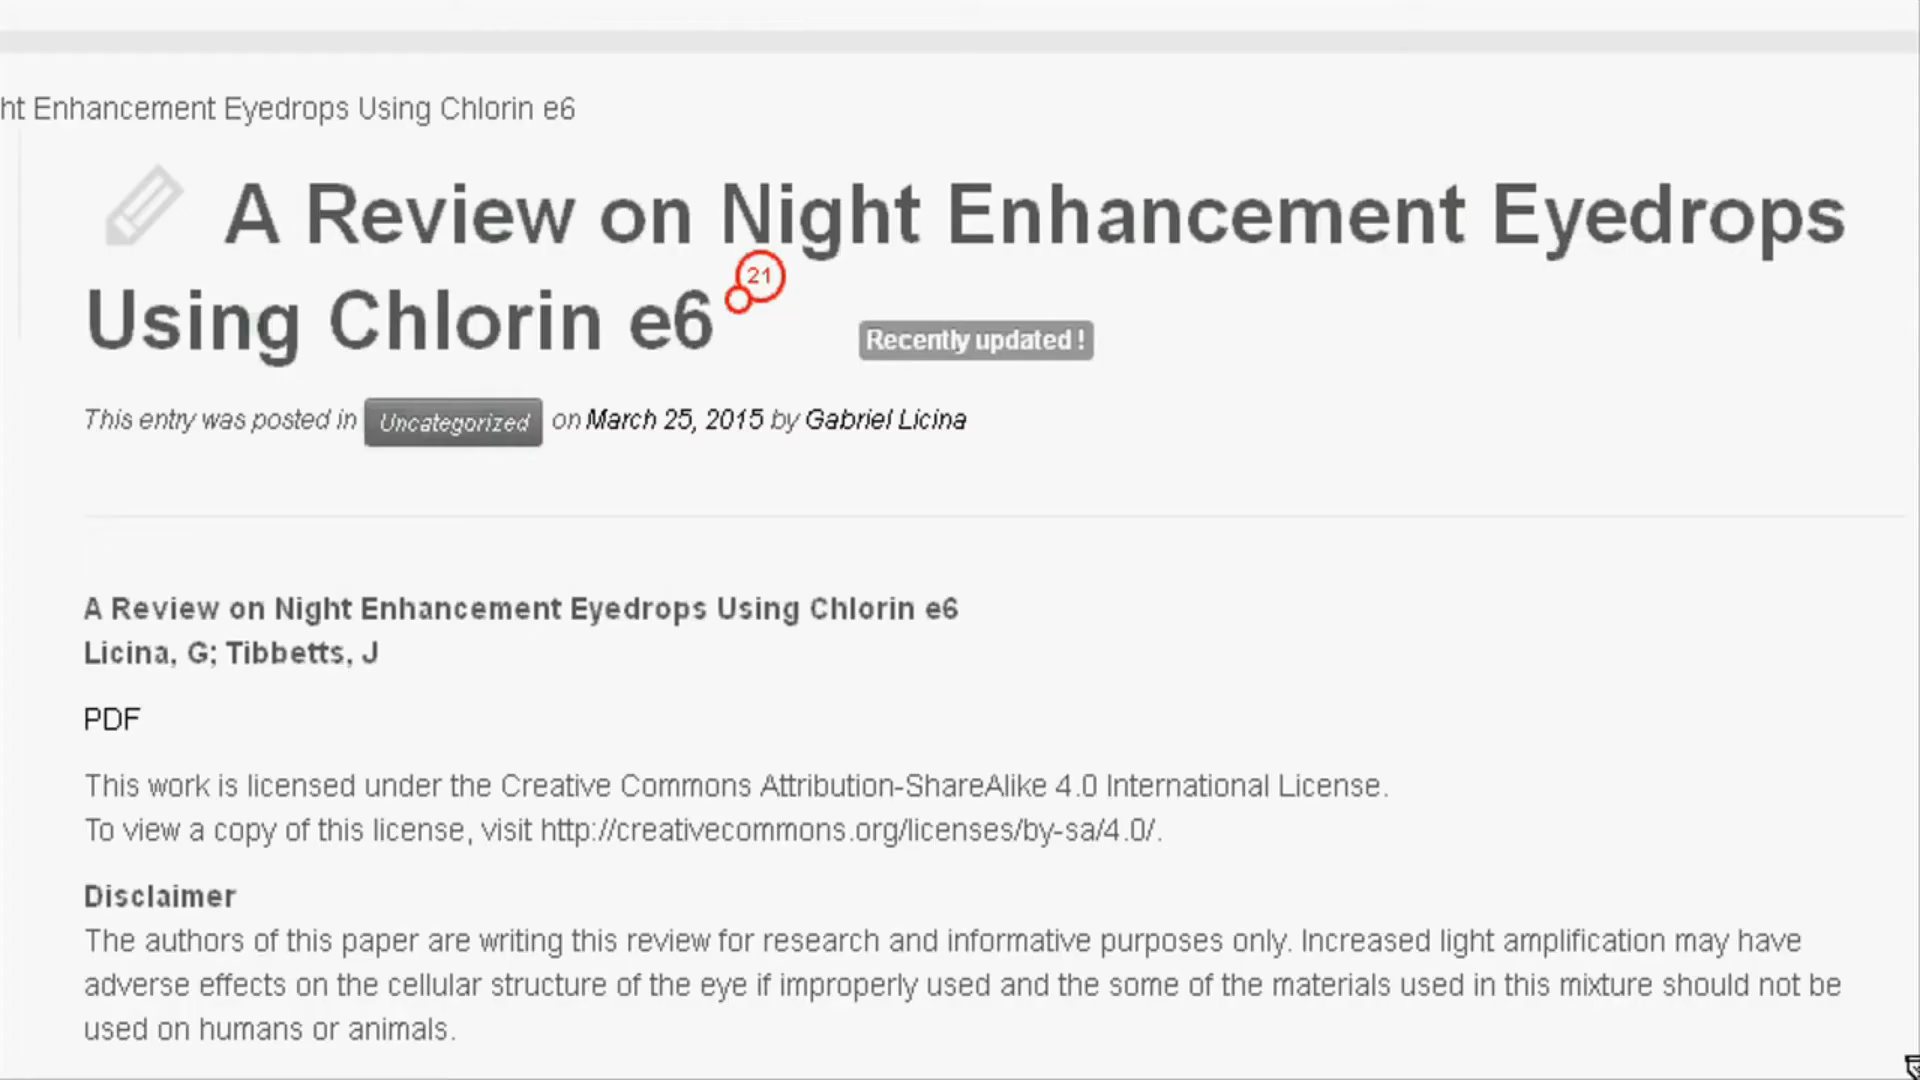 ht Enhancement Eyedrops Using Chlorin e6
A Review on Night Enhancement Eyedrops
Using Chlorin e6
21
Recently updated !
This entry was posted in Uncategorized on March 25, 2015 by Gabriel Licina
A Review on Night Enhancement Eyedrops Using Chlorin e6
Licina, G; Tibbetts, J
PDF
This work is licensed under the Creative Commons Attribution-ShareAlike 4.0 International License.
To view a copy of this license, visit http://creativecommons.org/licenses/by-sa/4.0/.
Disclaimer
The authors of this paper are writing this review for research and informative purposes only. Increased light amplification may have
adverse effects on the cellular structure of the eye if improperly used and the some of the materials used in this mixture should not be
used on humans or animals.